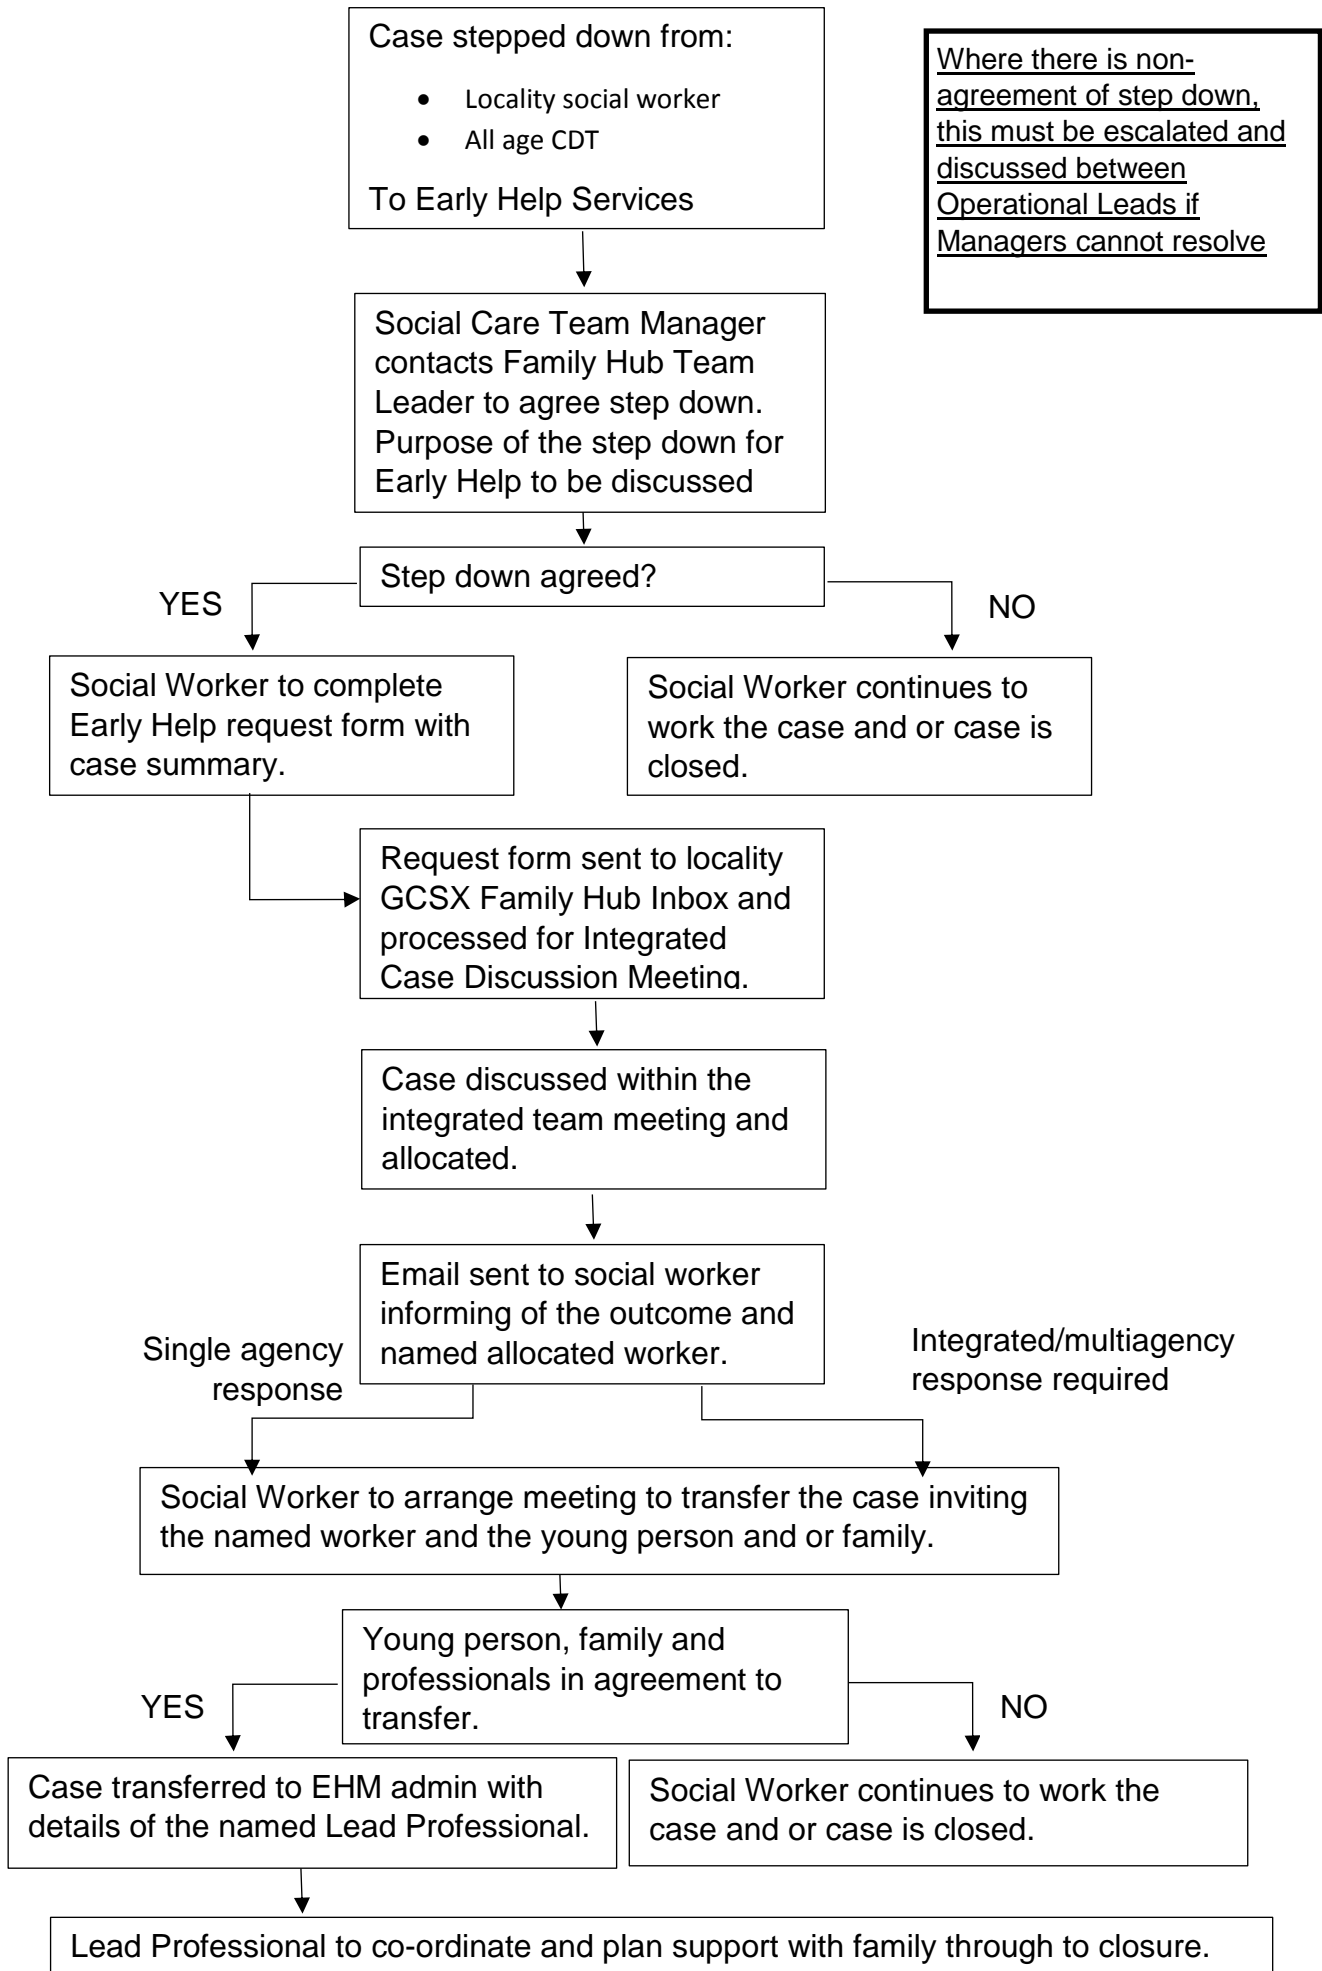 Case stepped down from:
• Locality social worker
• All age CDT
To Early Help Services
Where there is non-
agreement of step down,
this must be escalated and
discussed between
Operational Leads if
Managers cannot resolve
Social Care Team Manager
contacts Family Hub Team
Leader to agree step down.
Purpose of the step down for
Early Help to be discussed
Step down agreed?
YES
NO
Social Worker to complete
Early Help request form with
case summary.
Social Worker continues to
work the case and or case is
closed.
Request form sent to locality
GCSX Family Hub Inbox and
processed for Integrated
Case Discussion Meeting.
Case discussed within the
integrated team meeting and
allocated.
Email sent to social worker
informing of the outcome and
named allocated worker.
Single agency
response
Integrated/multiagency
response required
Social Worker to arrange meeting to transfer the case inviting
the named worker and the young person and or family.
Young person, family and
professionals in agreement to
transfer.
YES
NO
Case transferred to EHM admin with
details of the named Lead Professional.
Social Worker continues to work the
case and or case is closed.
Lead Professional to co-ordinate and plan support with family through to closure.